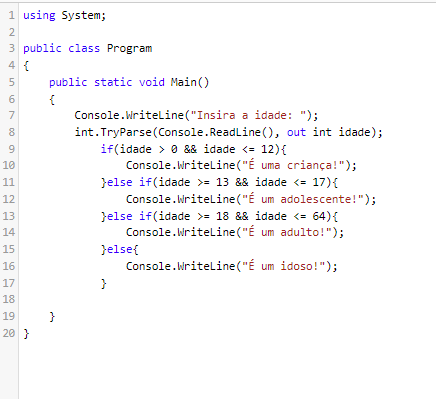 1 using System;
2
3 public class Program
4 {
5     public static void Main()
6     {
7         Console.WriteLine("Insira a idade: ");
8         int.TryParse(Console.ReadLine(), out int idade);
9             if(idade > 0 && idade <= 12){
10                 Console.WriteLine("É uma criança!");
11             }else if(idade >= 13 && idade <= 17){
12                 Console.WriteLine("É um adolescente!");
13             }else if(idade >= 18 && idade <= 64){
14                 Console.WriteLine("É um adulto!");
15             }else{
16                 Console.WriteLine("É um idoso!");
17             }
18
19     }
20 }